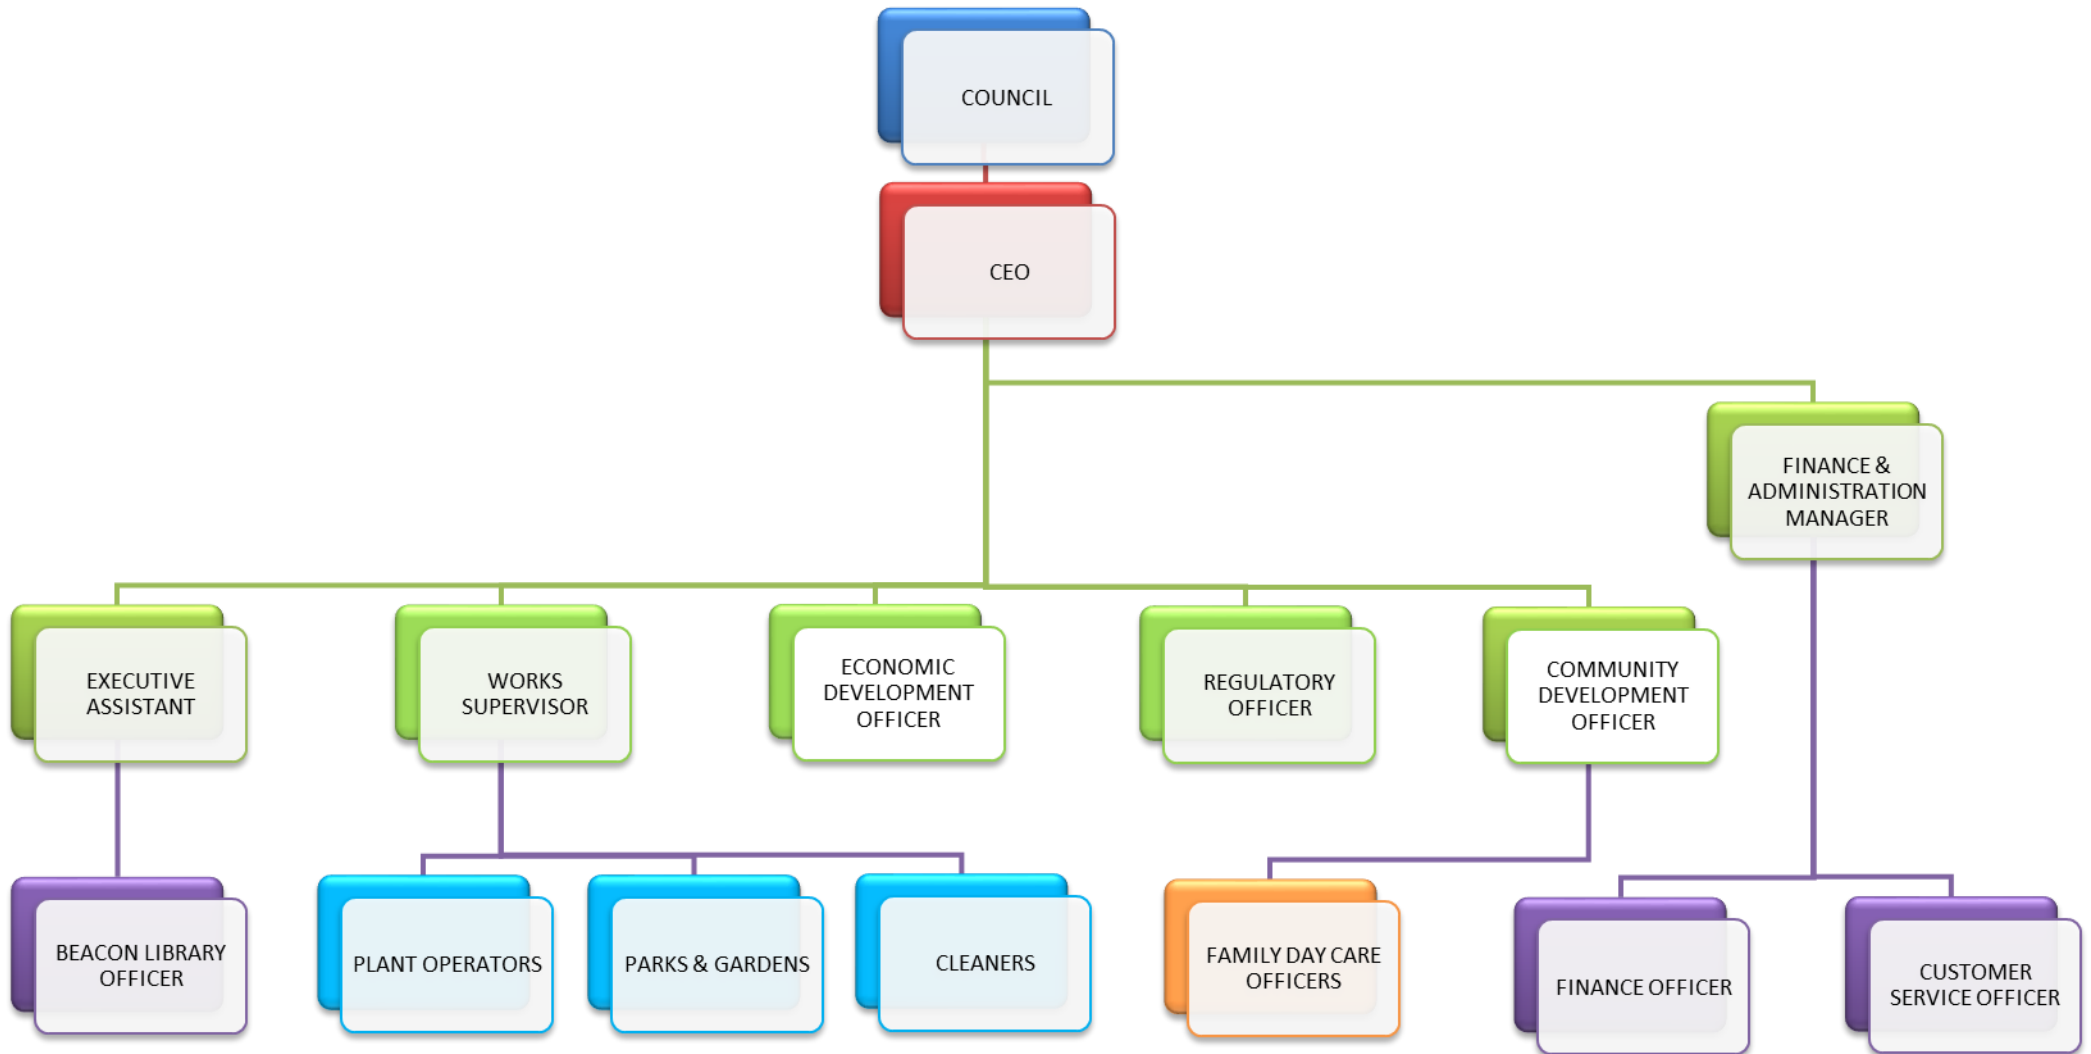 COUNCIL
CEO
FINANCE &
ADMINISTRATION
MANAGER
EXECUTIVE
ASSISTANT
WORKS
SUPERVISOR
ECONOMIC
DEVELOPMENT
OFFICER
REGULATORY
OFFICER
COMMUNITY
DEVELOPMENT
OFFICER
BEACON LIBRARY
OFFICER
PLANT OPERATORS
PARKS & GARDENS
CLEANERS
FAMILY DAY CARE
OFFICERS
FINANCE OFFICER
CUSTOMER
SERVICE OFFICER